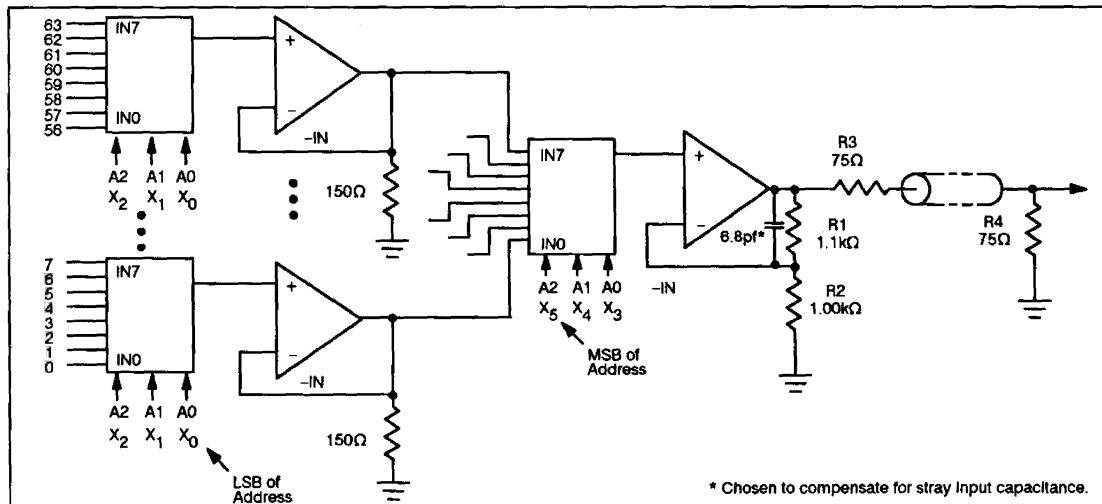 63
62
61
60
59
58
57
56
IN7
IN0
A2 A1 A0
X2 X1 X0
+
−
−IN
150Ω
7
6
5
4
3
2
1
0
IN7
IN0
A2 A1 A0
X2 X1 X0
LSB of
Address
+
−
−IN
150Ω
IN7
IN0
A2 A1 A0
X5 X4 X3
MSB of
Address
+
−
−IN
6.8pf*
R1
1.1kΩ
R2
1.00kΩ
R3
75Ω
R4
75Ω
* Chosen to compensate for stray input capacitance.